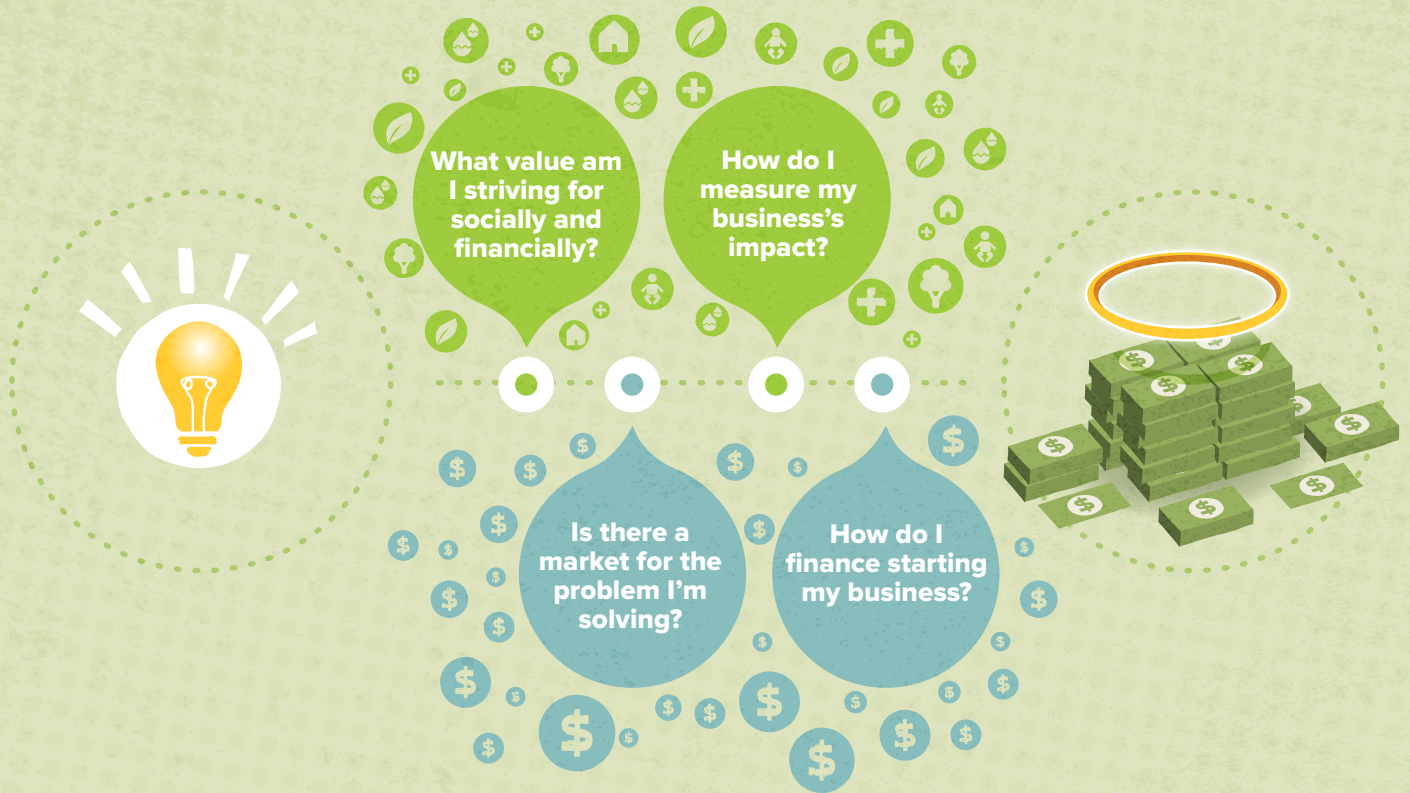 What value am
I striving for
socially and
financially?
How do I
measure my
business’s
impact?
Is there a
market for the
problem I’m
solving?
How do I
finance starting
my business?